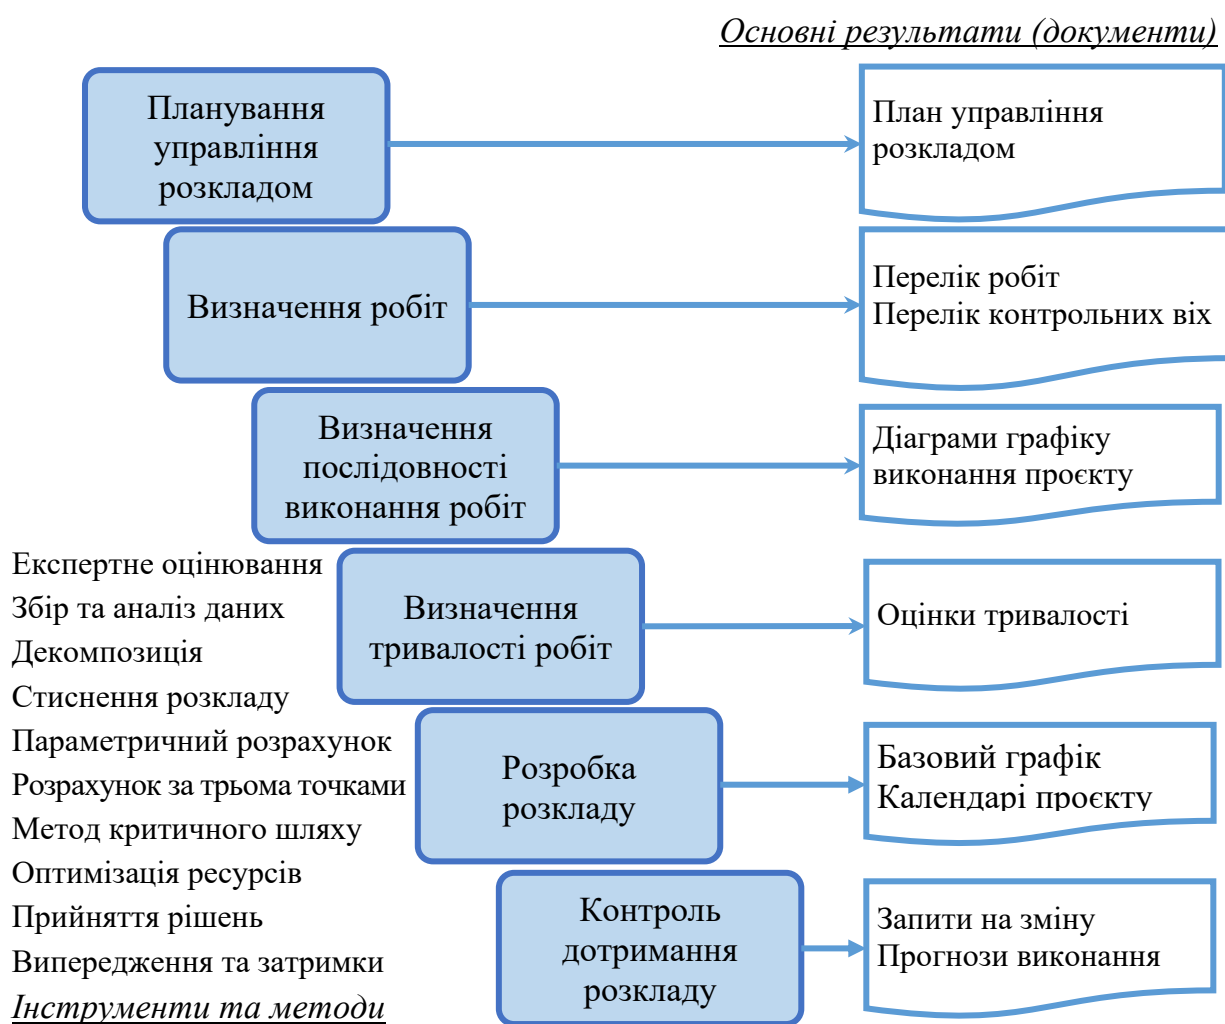 Основні результати (документи)
Планування
управління
розкладом
План управління
розкладом
Визначення робіт
Перелік робіт
Перелік контрольних віх
Визначення
послідовності
виконання робіт
Діаграми графіку
виконання проєкту
Визначення
тривалості робіт
Оцінки тривалості
Розробка
розкладу
Базовий графік
Календарі проєкту
Контроль
дотримання
розкладу
Запити на зміну
Прогнози виконання
Експертне оцінювання
Збір та аналіз даних
Декомпозиція
Стиснення розкладу
Параметричний розрахунок
Розрахунок за трьома точками
Метод критичного шляху
Оптимізація ресурсів
Прийняття рішень
Випередження та затримки
Інструменти та методи